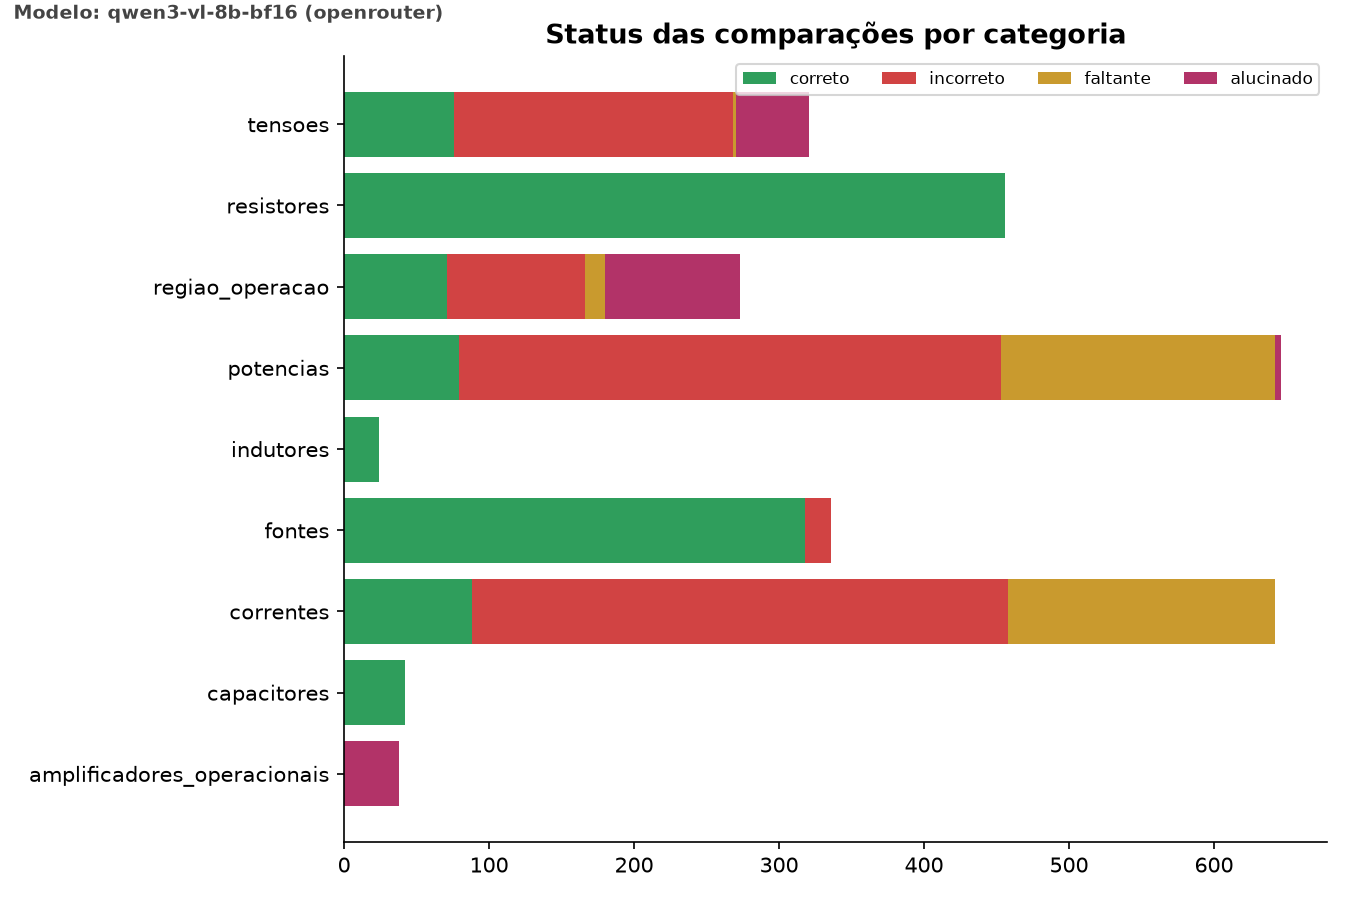 Modelo: qwen3-vl-8b-bf16 (openrouter)
Status das comparações por categoria
correto incorreto faltante alucinado
tensoes
resistores
regiao_operacao
potencias
indutores
fontes
correntes
capacitores
amplificadores_operacionais
0 100 200 300 400 500 600